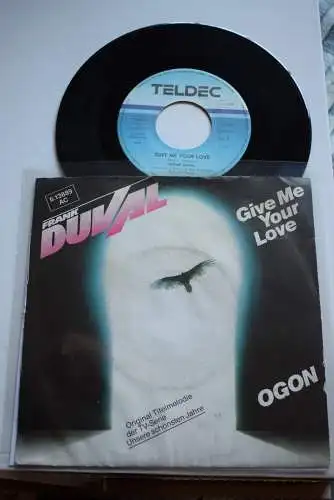 TELDEC
GIVE ME YOUR LOVE
6.13889
AC
FRANK
DUVAL
Give Me
Your
Love
OGON
Original Titelmelodie
der TV-Serie
Unsere schönsten Jahre